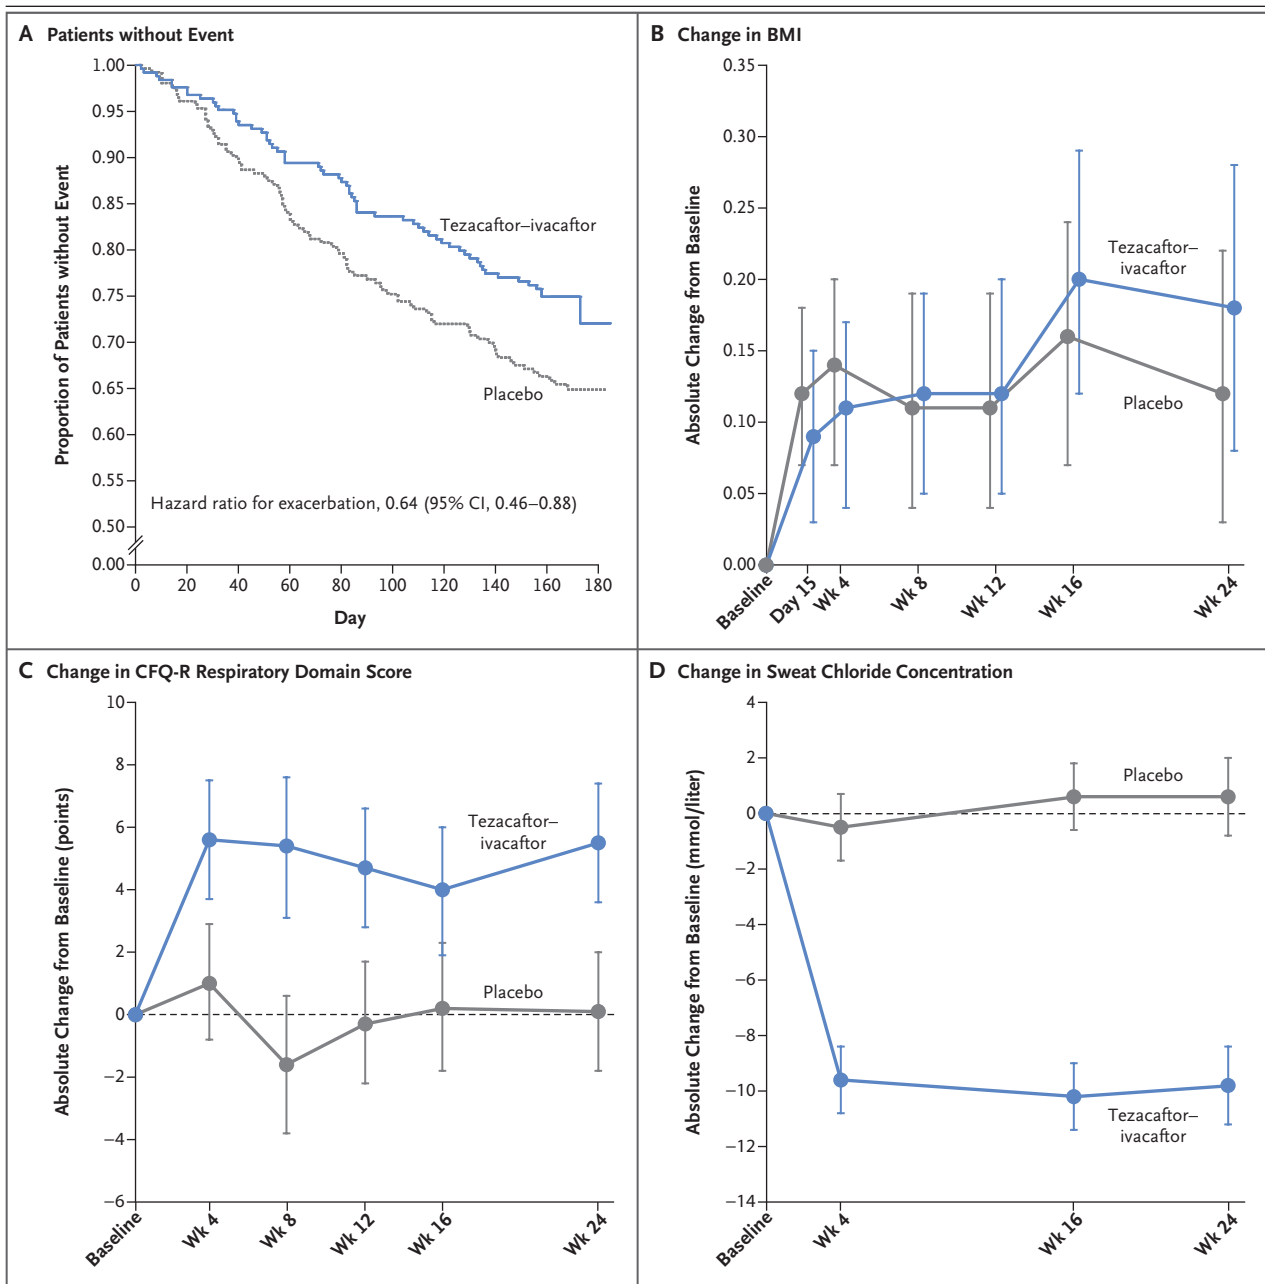 A Patients without Event
Proportion of Patients without Event
1.00
0.95
0.90
0.85
0.80
0.75
0.70
0.65
0.60
0.55
0.50
0.00
Tezacaftor–ivacaftor
Placebo
Hazard ratio for exacerbation, 0.64 (95% CI, 0.46–0.88)
0 20 40 60 80 100 120 140 160 180
Day
B Change in BMI
Absolute Change from Baseline
0.35
0.30
0.25
0.20
0.15
0.10
0.05
0.00
Tezacaftor–
ivacaftor
Placebo
Baseline Day 15 Wk 4 Wk 8 Wk 12 Wk 16 Wk 24
C Change in CFQ-R Respiratory Domain Score
Absolute Change from Baseline (points)
10
8
6
4
2
0
−2
−4
−6
Tezacaftor–
ivacaftor
Placebo
Baseline Wk 4 Wk 8 Wk 12 Wk 16 Wk 24
D Change in Sweat Chloride Concentration
Absolute Change from Baseline (mmol/liter)
4
2
0
−2
−4
−6
−8
−10
−12
−14
Placebo
Tezacaftor–
ivacaftor
Baseline Wk 4 Wk 16 Wk 24